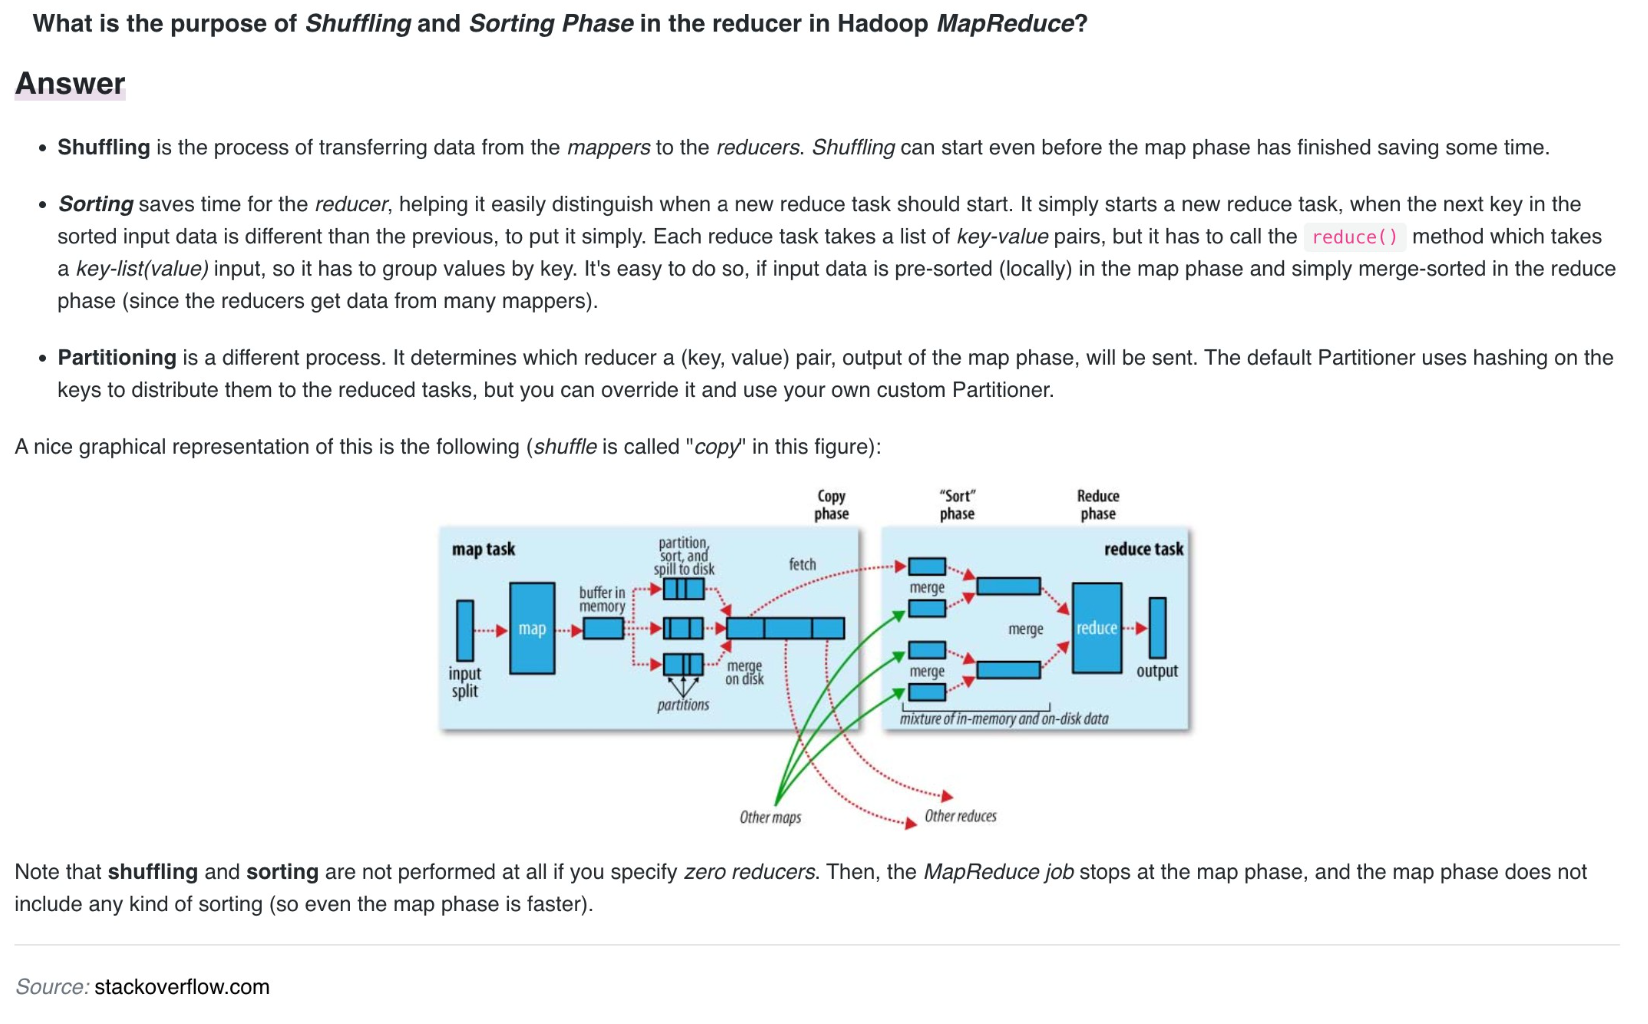 What is the purpose of Shuffling and Sorting Phase in the reducer in Hadoop MapReduce?
Answer
• Shuffling is the process of transferring data from the mappers to the reducers. Shuffling can start even before the map phase has finished saving some time.
• Sorting saves time for the reducer, helping it easily distinguish when a new reduce task should start. It simply starts a new reduce task, when the next key in the
sorted input data is different than the previous, to put it simply. Each reduce task takes a list of key-value pairs, but it has to call the reduce() method which takes
a key-list(value) input, so it has to group values by key. It's easy to do so, if input data is pre-sorted (locally) in the map phase and simply merge-sorted in the reduce
phase (since the reducers get data from many mappers).
• Partitioning is a different process. It determines which reducer a (key, value) pair, output of the map phase, will be sent. The default Partitioner uses hashing on the
keys to distribute them to the reduced tasks, but you can override it and use your own custom Partitioner.
A nice graphical representation of this is the following (shuffle is called "copy" in this figure):
Copy
phase
“Sort”
phase
Reduce
phase
map task
partition,
sort, and
spill to disk
fetch
reduce task
buffer in
memory
merge
map
merge
reduce
input
split
merge
on disk
merge
output
partitions
mixture of in-memory and on-disk data
Other maps
Other reduces
Note that shuffling and sorting are not performed at all if you specify zero reducers. Then, the MapReduce job stops at the map phase, and the map phase does not
include any kind of sorting (so even the map phase is faster).
Source: stackoverflow.com